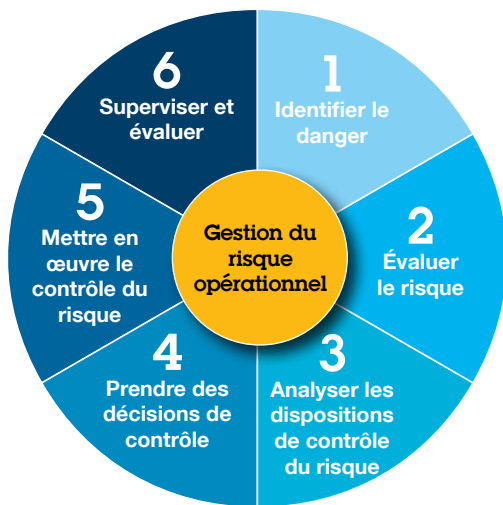 1
Identifier le
danger
2
Évaluer
le risque
3
Analyser les
dispositions
de contrôle
du risque
4
Prendre des
décisions de
contrôle
5
Mettre en
œuvre le
contrôle du
risque
6
Superviser et
évaluer
Gestion du
risque
opérationnel